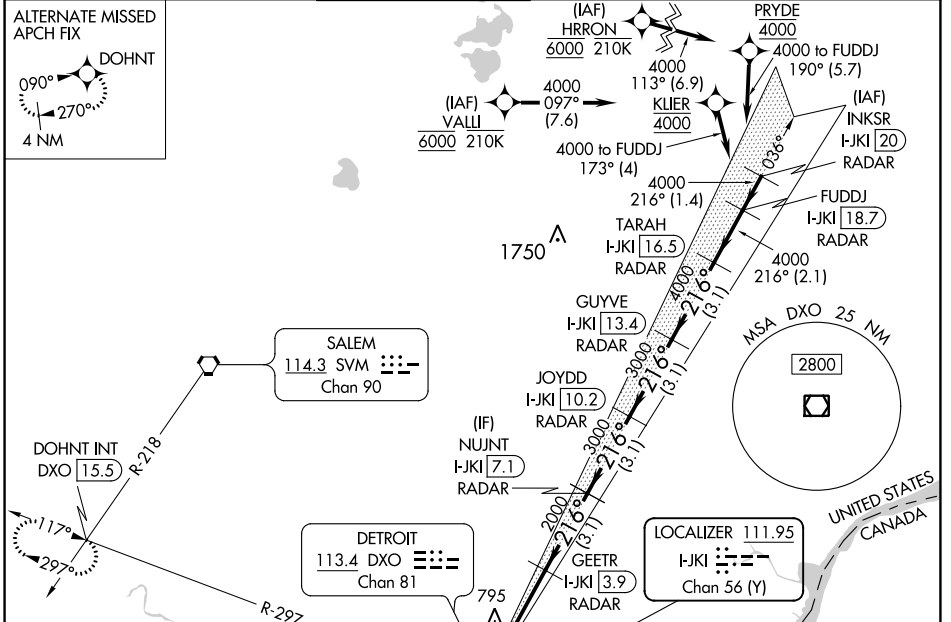 ALTERNATE MISSED
APCH FIX
DOHNT
090°
270°
4 NM
(IAF)
HRRON
6000 210K
4000
113° (6.9)
PRYDE
4000
4000 to FUDDJ
190° (5.7)
(IAF)
VALLI
6000 210K
4000
097°
(7.6)
KLIER
4000
4000 to FUDDJ
173° (4)
(IAF)
INKSR
I-JKI 20
RADAR
036°
4000
216° (1.4)
FUDDJ
I-JKI 18.7
RADAR
4000
216° (2.1)
TARAH
I-JKI 16.5
RADAR
1750
4000
216°
(3.1)
GUYVE
I-JKI 13.4
RADAR
3000
216°
(3.1)
MSA DXO 25 NM
2800
SALEM
114.3 SVM
Chan 90
JOYDD
I-JKI 10.2
RADAR
3000
216°
(3.1)
(IF)
NUJNT
I-JKI 7.1
RADAR
2000
216°
(3.1)
R-218
DOHNT INT
DXO 15.5
117°
297°
R-297
DETROIT
113.4 DXO
Chan 81
795
GEETR
I-JKI 3.9
RADAR
LOCALIZER 111.95
I-JKI
Chan 56 (Y)
UNITED STATES
CANADA